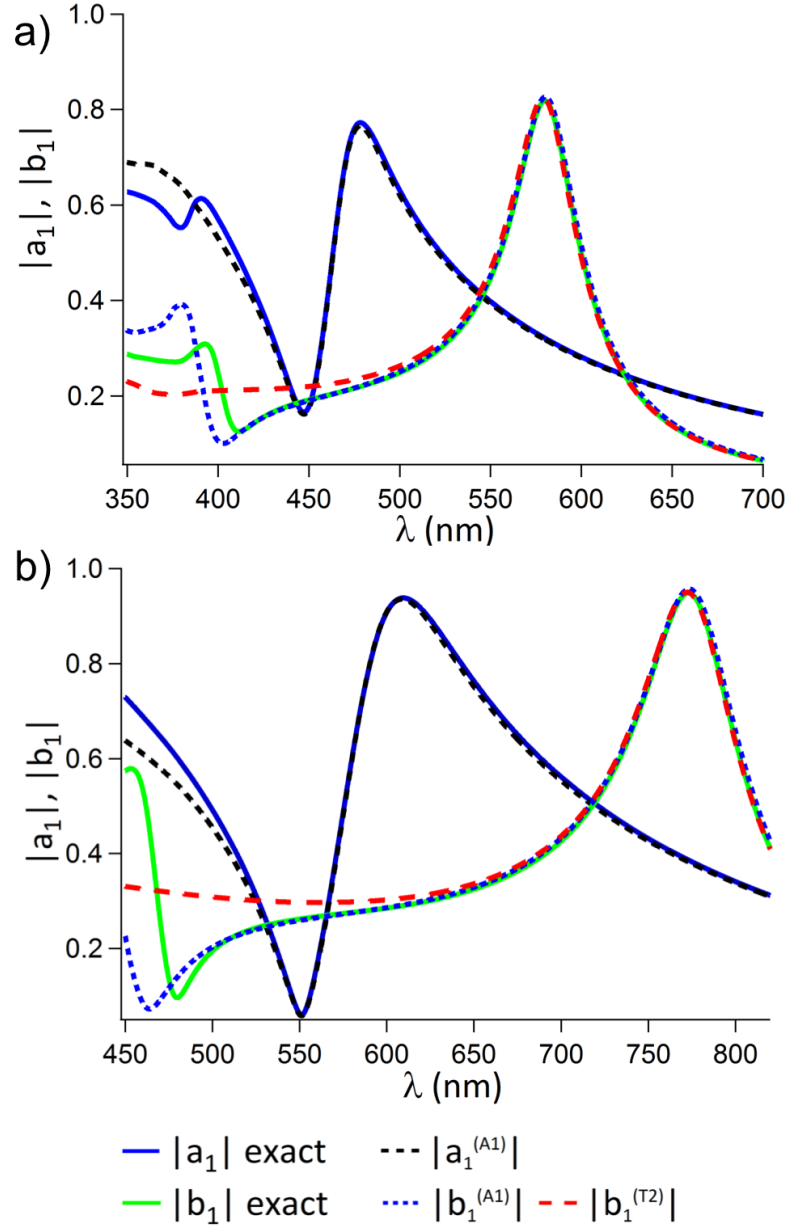 a)
1.0
0.8
0.6
0.4
0.2
|a₁|, |b₁|
350 400 450 500 550 600 650 700
λ (nm)
b)
1.0
0.8
0.6
0.4
0.2
|a₁|, |b₁|
450 500 550 600 650 700 750 800
λ (nm)
|a₁| exact |a₁⁽ᴬ¹⁾|
|b₁| exact |b₁⁽ᴬ¹⁾| |b₁⁽ᵀ²⁾|